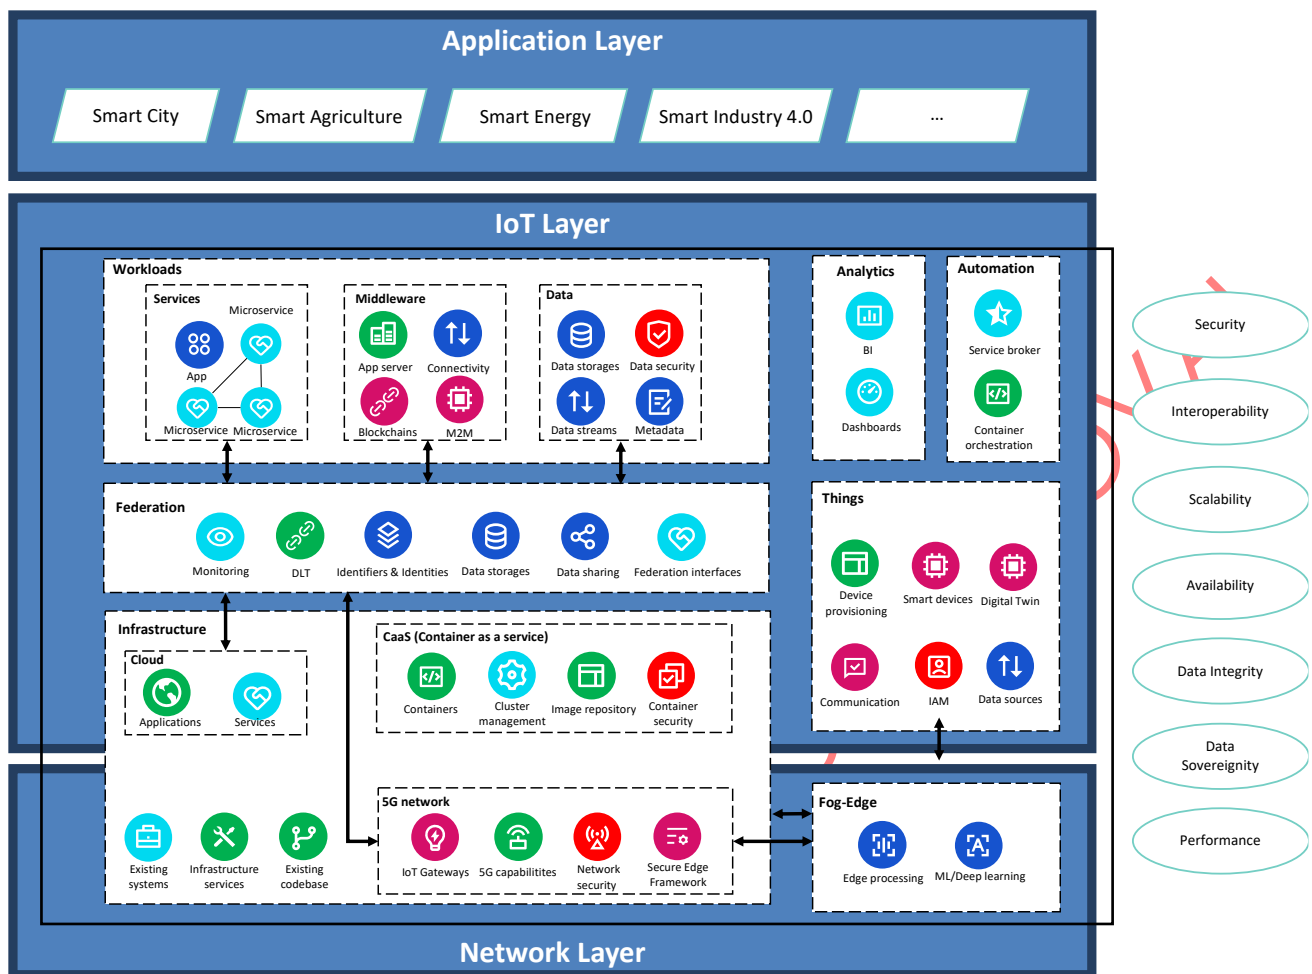 Application Layer
Smart City
Smart Agriculture
Smart Energy
Smart Industry 4.0
...
IoT Layer
Workloads
Services
Microservice
App
Microservice
Microservice
Middleware
App server
Connectivity
Blockchains
M2M
Data
Data storages
Data security
Data streams
Metadata
Analytics
BI
Dashboards
Automation
Service broker
Container
orchestration
Federation
Monitoring
DLT
Identifiers & Identities
Data storages
Data sharing
Federation interfaces
Things
Device
provisioning
Smart devices
Digital Twin
Communication
IAM
Data sources
Infrastructure
Cloud
Applications
Services
CaaS (Container as a service)
Containers
Cluster
management
Image repository
Container
security
Existing
systems
Infrastructure
services
Existing
codebase
5G network
IoT Gateways
5G capabilitites
Network
security
Secure Edge
Framework
Fog-Edge
Edge processing
ML/Deep learning
Network Layer
Security
Interoperability
Scalability
Availability
Data Integrity
Data
Sovereignity
Performance